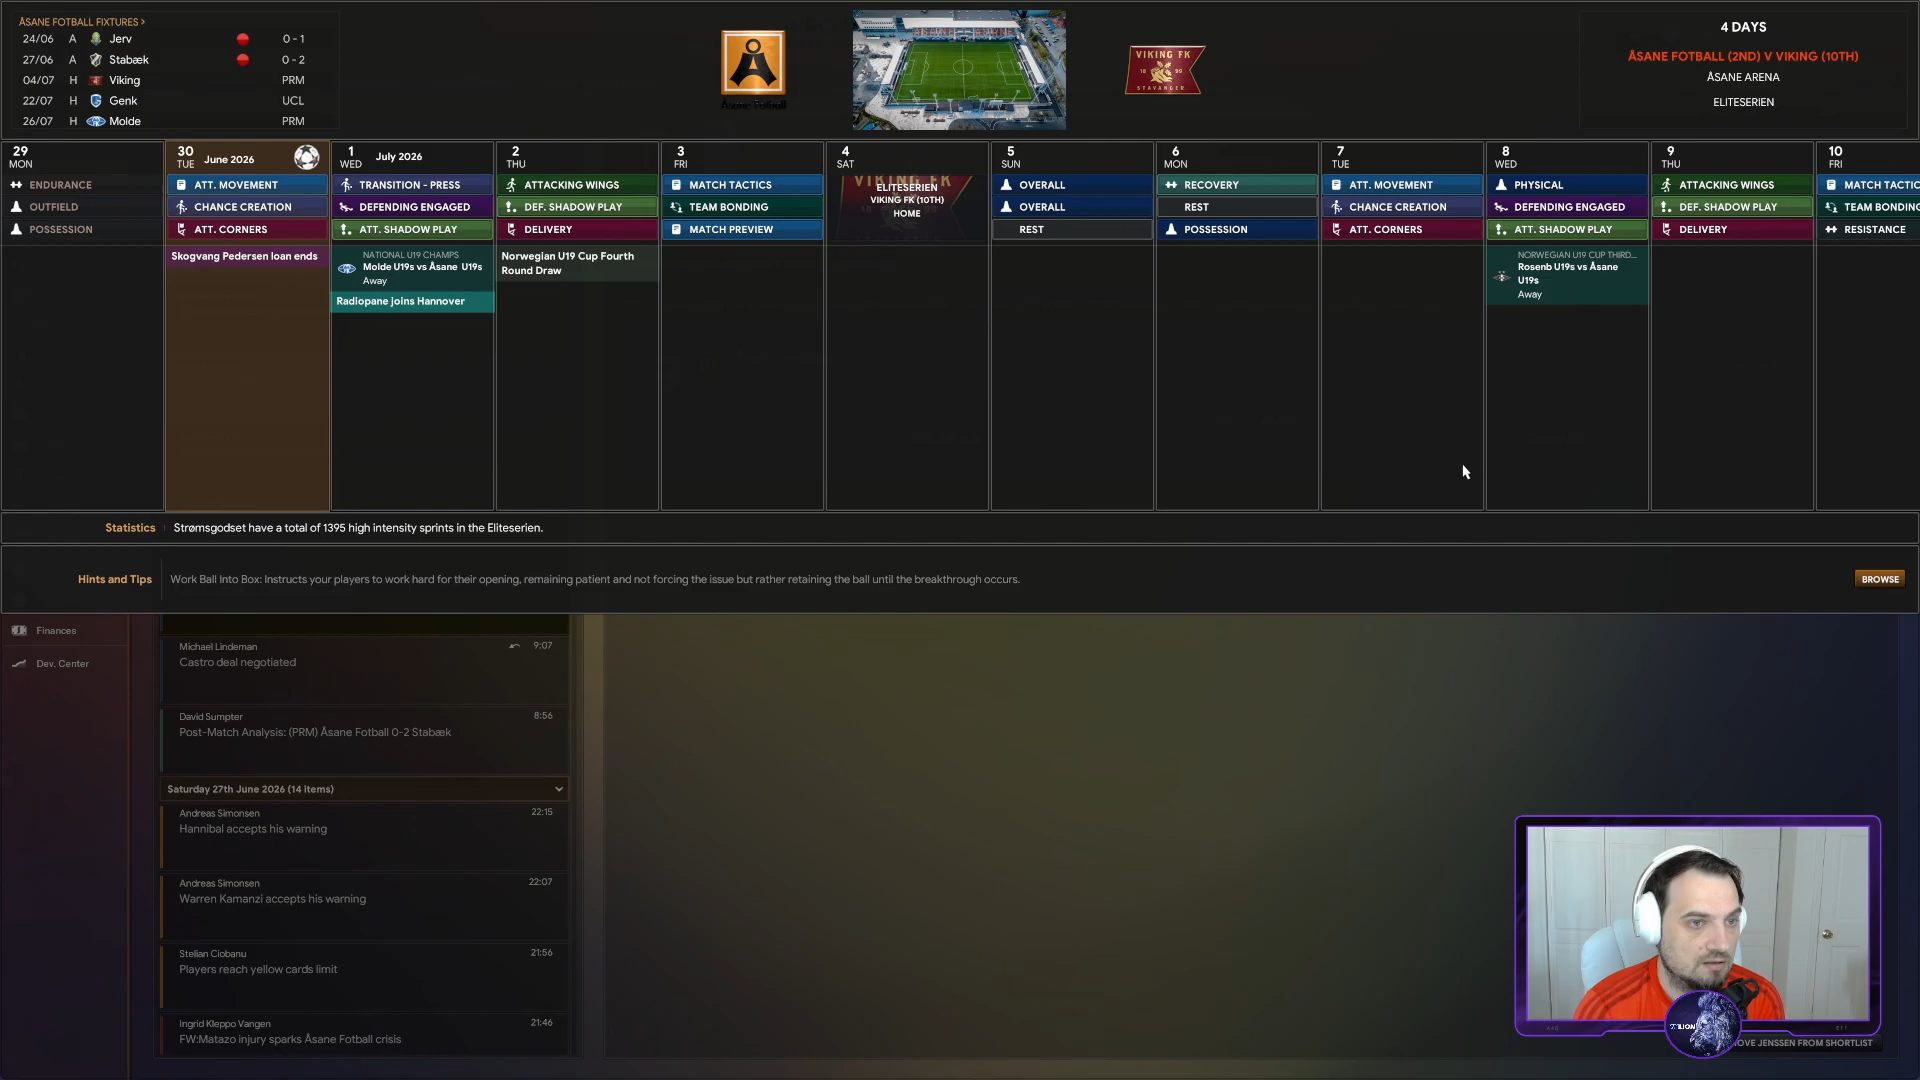 ÅSANE FOTBALL FIXTURES >
24/06 A Jerv 0 - 1
27/06 A Stabæk 0 - 2
04/07 H Viking PRM
22/07 H Genk UCL
26/07 H Molde PRM
Åsane Fotball
VIKING FK
18 99
STAVANGER
4 DAYS
ÅSANE FOTBALL (2ND) V VIKING (10TH)
ÅSANE ARENA
ELITESERIEN
29
MON
ENDURANCE
OUTFIELD
POSSESSION
30
TUE June 2026
ATT. MOVEMENT
CHANCE CREATION
ATT. CORNERS
Skogvang Pedersen loan ends
1
WED July 2026
TRANSITION - PRESS
DEFENDING ENGAGED
ATT. SHADOW PLAY
NATIONAL U19 CHAMPS
Molde U19s vs Åsane U19s
Away
Radiopane joins Hannover
2
THU
ATTACKING WINGS
DEF. SHADOW PLAY
DELIVERY
Norwegian U19 Cup Fourth
Round Draw
3
FRI
MATCH TACTICS
TEAM BONDING
MATCH PREVIEW
4
SAT
VIKING FK
ELITESERIEN
VIKING FK (10TH)
HOME
5
SUN
OVERALL
OVERALL
REST
6
MON
RECOVERY
REST
POSSESSION
7
TUE
ATT. MOVEMENT
CHANCE CREATION
ATT. CORNERS
8
WED
PHYSICAL
DEFENDING ENGAGED
ATT. SHADOW PLAY
NORWEGIAN U19 CUP THIRD...
Rosenb U19s vs Åsane
U19s
Away
9
THU
ATTACKING WINGS
DEF. SHADOW PLAY
DELIVERY
10
FRI
MATCH TACTIC
TEAM BONDING
RESISTANCE
Statistics Strømsgodset have a total of 1395 high intensity sprints in the Eliteserien.
Hints and Tips Work Ball Into Box: Instructs your players to work hard for their opening, remaining patient and not forcing the issue but rather retaining the ball until the breakthrough occurs.
BROWSE
Finances
Dev. Center
Michael Lindeman 9:07
Castro deal negotiated
David Sumpter 8:56
Post-Match Analysis: (PRM) Åsane Fotball 0-2 Stabæk
Saturday 27th June 2026 (14 items)
Andreas Simonsen 22:15
Hannibal accepts his warning
Andreas Simonsen 22:07
Warren Kamanzi accepts his warning
Stelian Ciobanu 21:56
Players reach yellow cards limit
Ingrid Kleppo Vangen 21:46
FW:Matazo injury sparks Åsane Fotball crisis
OVE JENSSEN FROM SHORTLIST